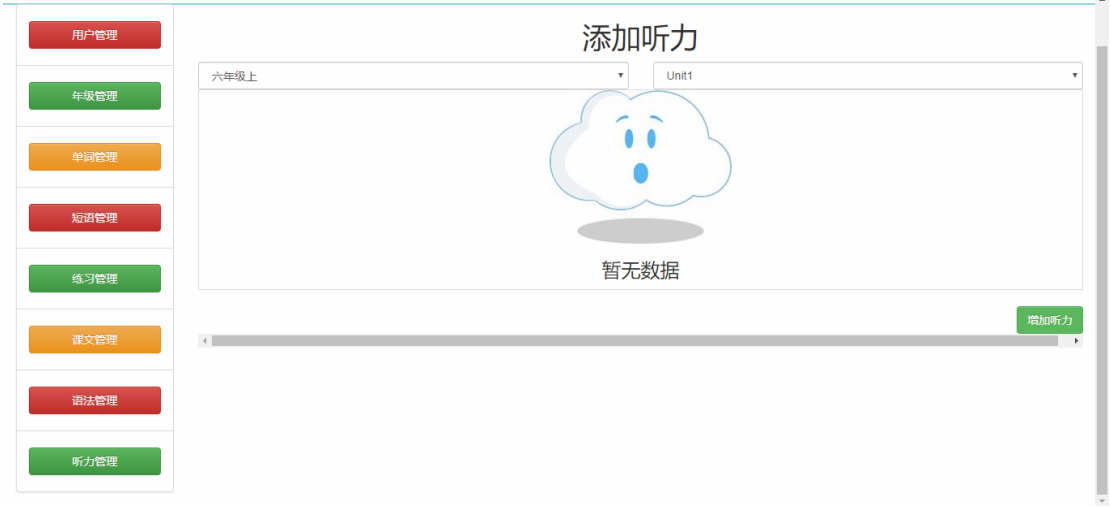 用户管理
年级管理
单词管理
短语管理
练习管理
课文管理
语法管理
听力管理
添加听力
六年级上
Unit1
暂无数据
增加听力